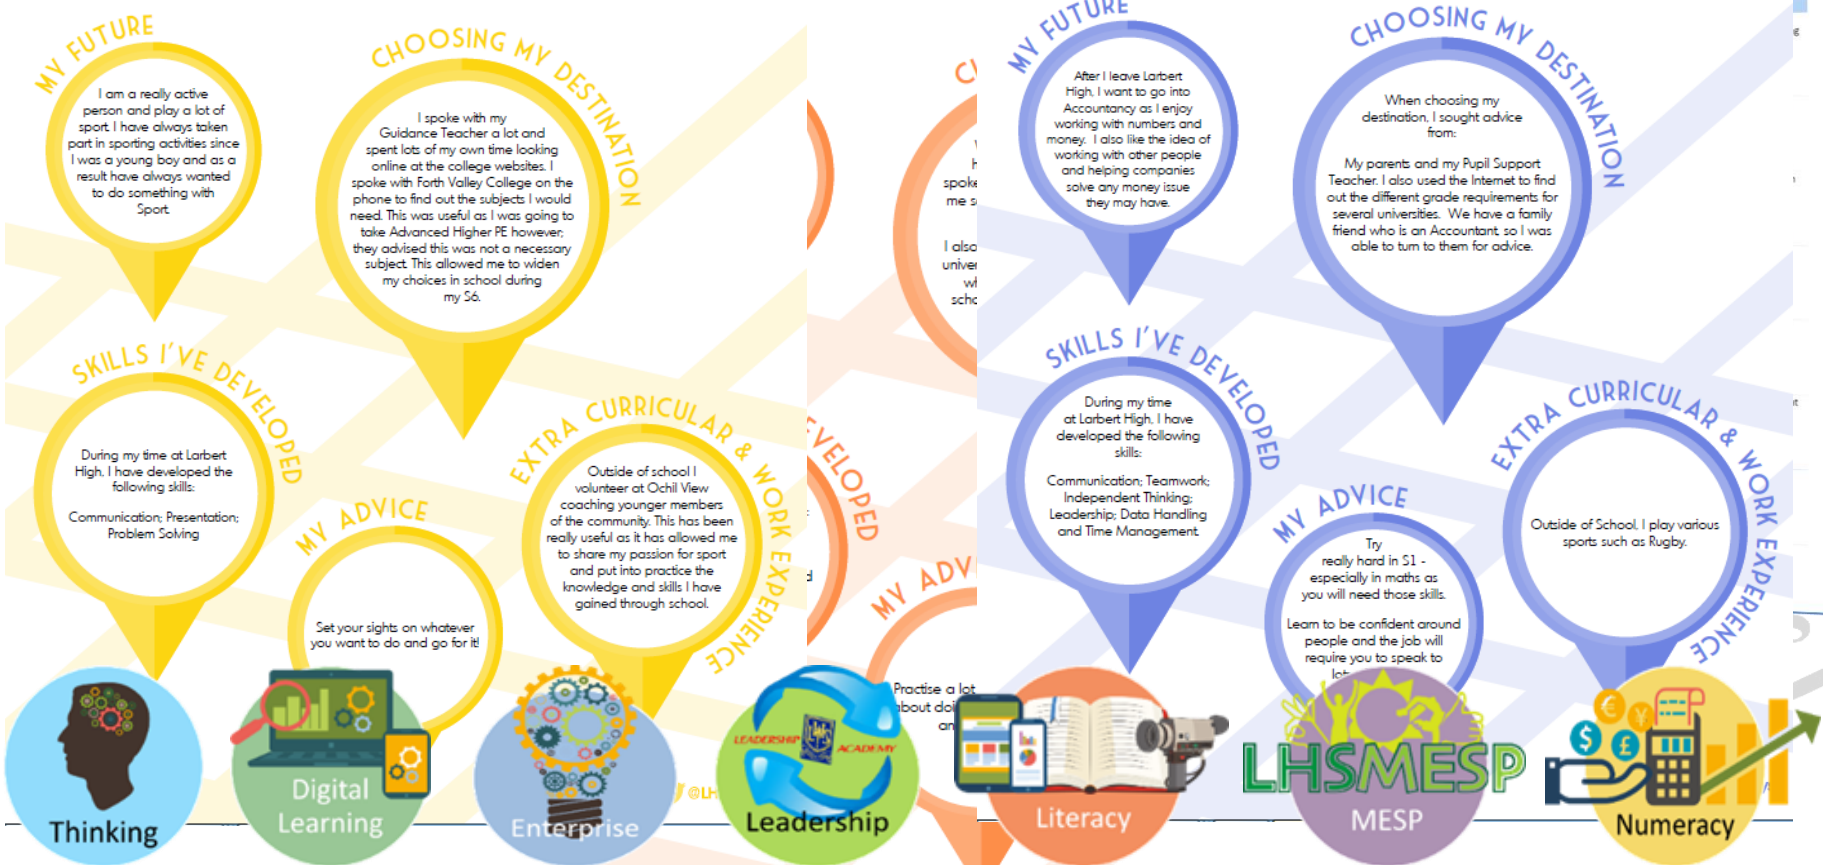 MY FUTURE
I am a really active
person and play a lot of
sport. I have always taken
part in sporting activities since
I was a young boy and as a
result have always wanted
to do something with
Sport.
CHOOSING MY DESTINATION
I spoke with my
Guidance Teacher a lot and
spent lots of my own time looking
online at the college websites. I
spoke with Forth Valley College on the
phone to find out the subjects I would
need. This was useful as I was going to
take Advanced Higher PE however;
they advised this was not a necessary
subject. This allowed me to widen
my choices in school during
my S6.
SKILLS I'VE DEVELOPED
During my time at Larbert
High, I have developed the
following skills:
Communication; Presentation;
Problem Solving
MY ADVICE
Set your sights on whatever
you want to do and go for it!
EXTRA CURRICULAR & WORK EXPERIENCE
Outside of school I
volunteer at Ochil View
coaching younger members
of the community. This has been
really useful as it has allowed me
to share my passion for sport
and put into practice the
knowledge and skills I have
gained through school.
spoke
me s
I also
univer
scho
VELOPED
MY ADV
Practise a lot
about doi
an
MY FUTURE
After I leave Larbert
High, I want to go into
Accountancy as I enjoy
working with numbers and
money. I also like the idea of
working with other people
and helping companies
solve any money issue
they may have.
CHOOSING MY DESTINATION
When choosing my
destination, I sought advice
from:
My parents and my Pupil Support
Teacher. I also used the Internet to find
out the different grade requirements for
several universities. We have a family
friend who is an Accountant, so I was
able to turn to them for advice.
SKILLS I'VE DEVELOPED
During my time
at Larbert High, I have
developed the following
skills:
Communication; Teamwork;
Independent Thinking;
Leadership; Data Handling
and Time Management.
MY ADVICE
Try
really hard in S1 -
especially in maths as
you will need those skills.
Learn to be confident around
people and the job will
require you to speak to
EXTRA CURRICULAR & WORK EXPERIENCE
Outside of School, I play various
sports such as Rugby.
Thinking
Digital
Learning
Enterprise
@LH
LEADERSHIP ACADEMY
Leadership
Literacy
LHSMESP
MESP
Numeracy